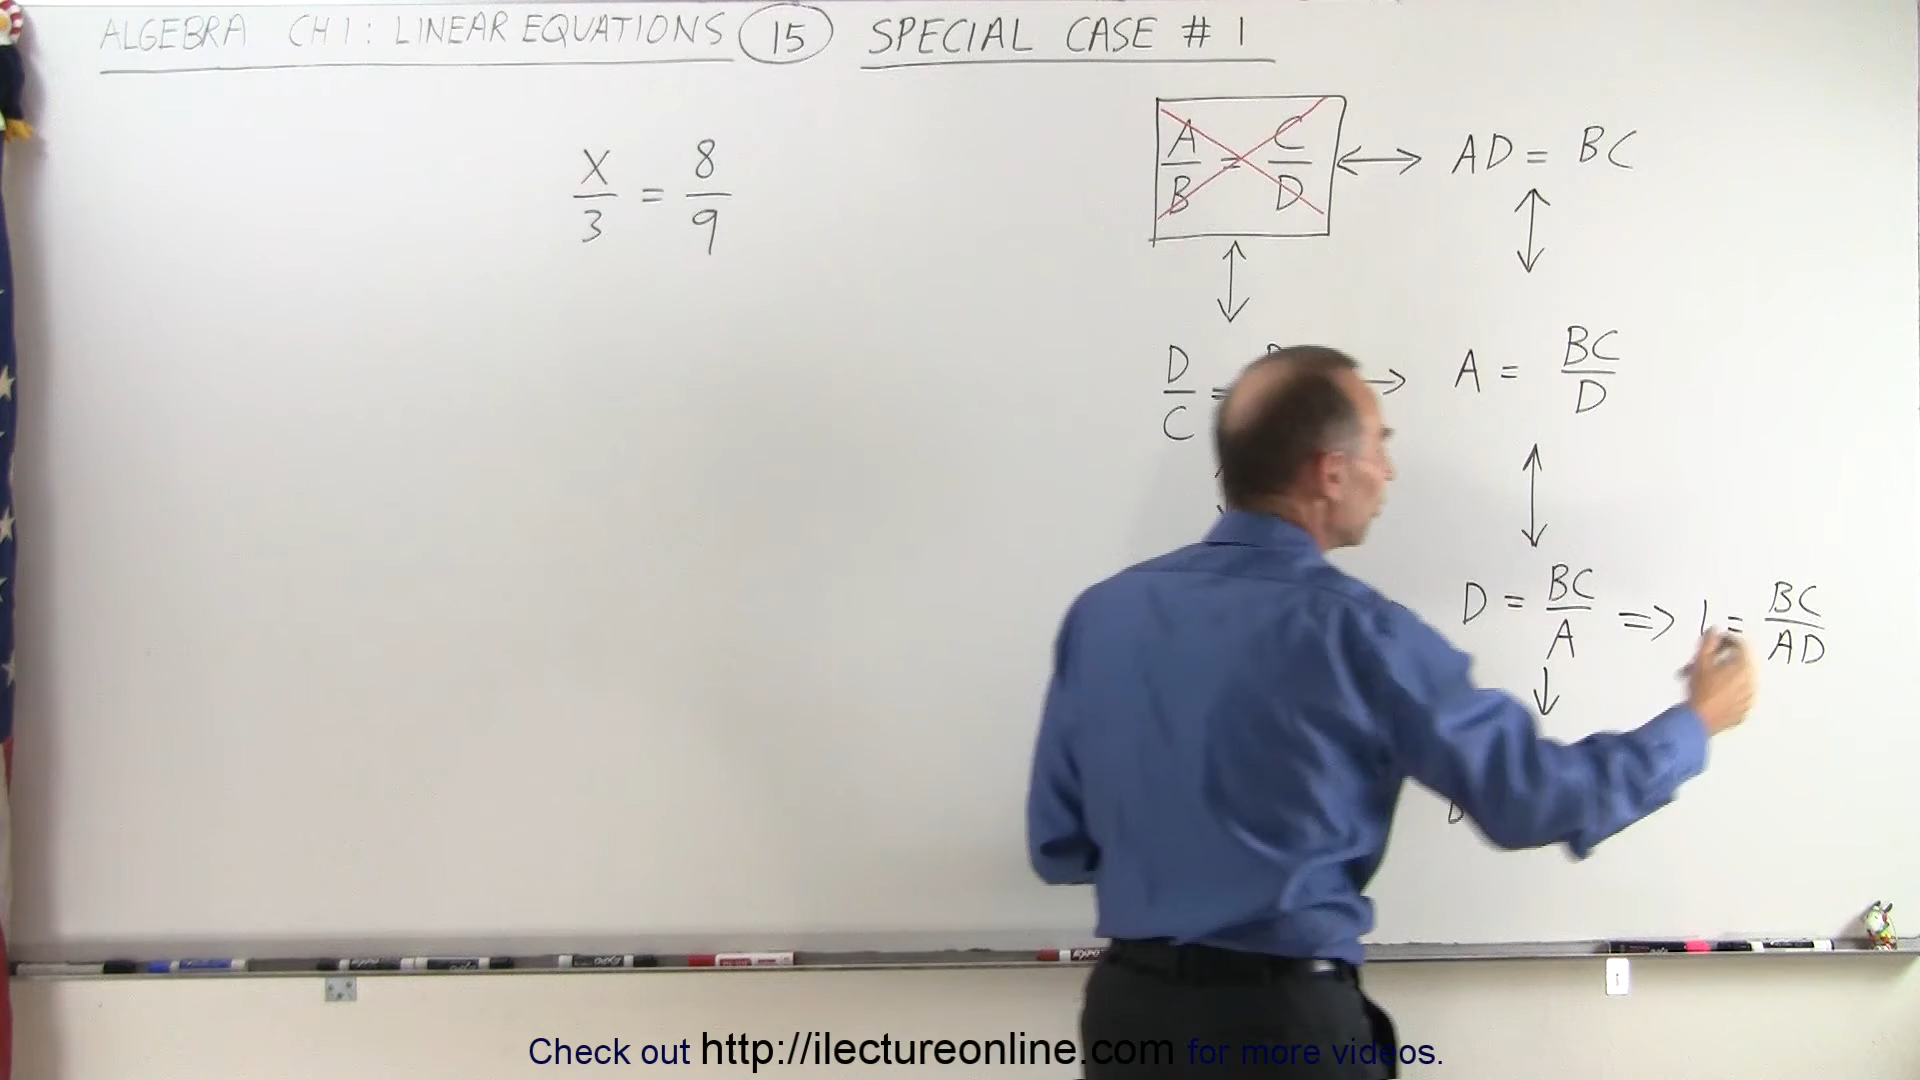 ALGEBRA CH 1: LINEAR EQUATIONS 15 SPECIAL CASE # 1
X/3 = 8/9
A/B = C/D ↔ AD = BC
D/C = → A = BC/D
D = BC/A => 1 = BC/AD
Check out http://ilectureonline.com for more videos.